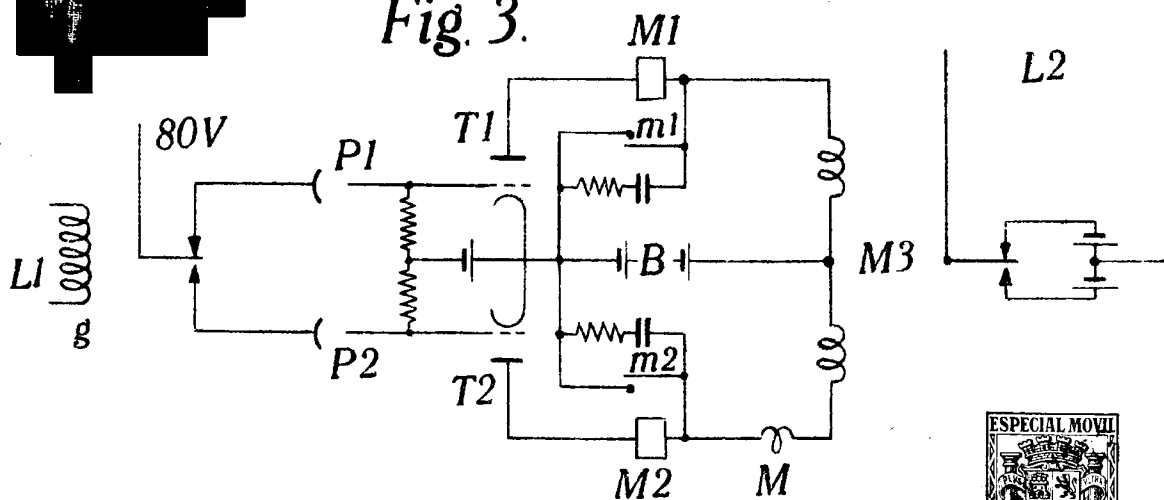 Fig. 3.
M1
L2
80V
T1
m1
P1
L1
B
M3
g
P2
m2
T2
M2
M
ESPECIAL MOVIL